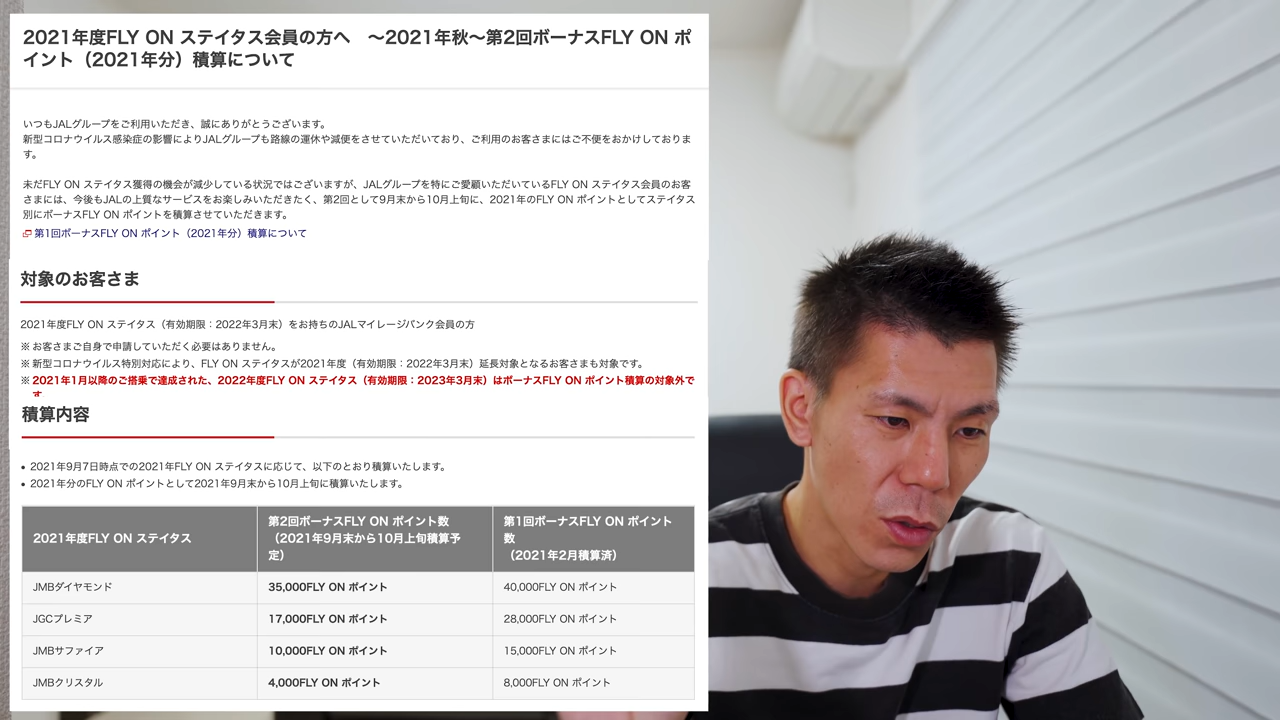 2021年度FLY ON ステイタス会員の方へ　〜2021年秋〜第2回ボーナスFLY ON ポ
イント（2021年分）積算について
いつもJALグループをご利用いただき、誠にありがとうございます。
新型コロナウイルス感染症の影響によりJALグループも路線の運休や減便をさせていただいており、ご利用のお客さまにはご不便をおかけしておりま
す。
未だFLY ON ステイタス獲得の機会が減少している状況ではございますが、JALグループを特にご愛顧いただいているFLY ON ステイタス会員のお客
さまには、今後もJALの上質なサービスをお楽しみいただきたく、第2回として9月末から10月上旬に、2021年のFLY ON ポイントとしてステイタス
別にボーナスFLY ON ポイントを積算させていただきます。
第1回ボーナスFLY ON ポイント（2021年分）積算について
対象のお客さま
2021年度FLY ON ステイタス（有効期限：2022年3月末）をお持ちのJALマイレージバンク会員の方
※ お客さまご自身で申請していただく必要はありません。
※ 新型コロナウイルス特別対応により、FLY ON ステイタスが2021年度（有効期限：2022年3月末）延長対象となるお客さまも対象です。
※ 2021年1月以降のご搭乗で達成された、2022年度FLY ON ステイタス（有効期限：2023年3月末）はボーナスFLY ON ポイント積算の対象外で
す
積算内容
• 2021年9月7日時点での2021年FLY ON ステイタスに応じて、以下のとおり積算いたします。
• 2021年分のFLY ON ポイントとして2021年9月末から10月上旬に積算いたします。
2021年度FLY ON ステイタス
第2回ボーナスFLY ON ポイント数
（2021年9月末から10月上旬積算予
定）
第1回ボーナスFLY ON ポイント
数
（2021年2月積算済）
JMBダイヤモンド
35,000FLY ON ポイント
40,000FLY ON ポイント
JGCプレミア
17,000FLY ON ポイント
28,000FLY ON ポイント
JMBサファイア
10,000FLY ON ポイント
15,000FLY ON ポイント
JMBクリスタル
4,000FLY ON ポイント
8,000FLY ON ポイント